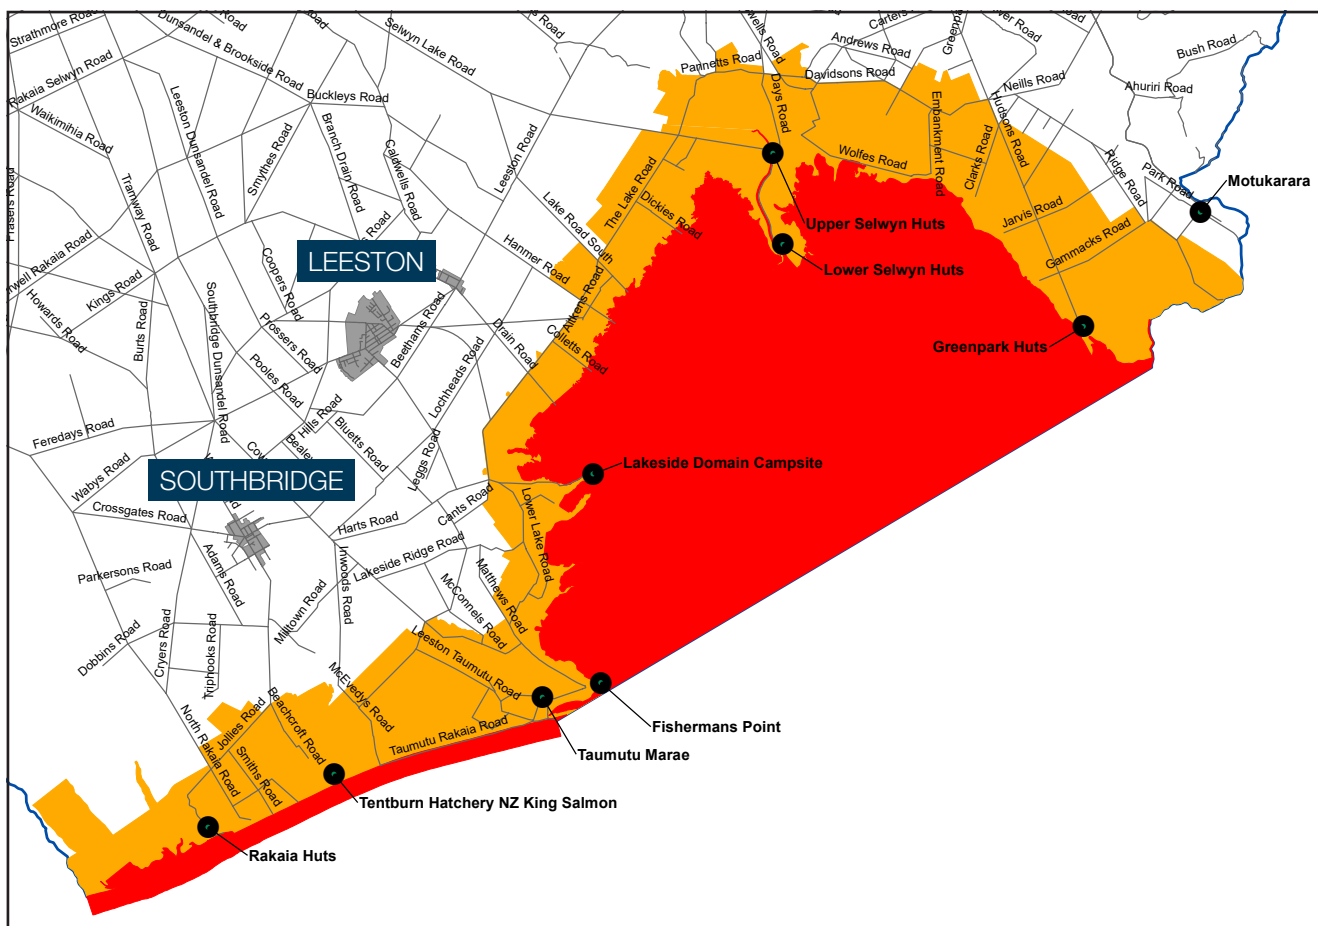 Strathmore Road
Dunsandel & Brookside Road
Selwyn Lake Road
Rakaia Selwyn Road
Waikimihia Road
Leeston Dunsandel Road
Buckleys Road
Smythes Road
Branch Drain Road
Caldwells Road
Leeston Road
Frasers Road
Tramway Road
Pannetts Road
Days Road
Andrews Road
Davidsons Road
Embankment Road
Hudsons Road
Neills Road
Bush Road
Ahuriri Road
Wolfes Road
Clarks Road
Ridge Road
Park Road
Motukarara
The Lake Road
Dickies Road
Lake Road South
Hanmer Road
Upper Selwyn Huts
Lower Selwyn Huts
Jarvis Road
Gammacks Road
Greenpark Huts
LEESTON
Kings Road
Howards Road
Burts Road
Southbridge Dunsandel Road
Coopers Road
Prossers Road
Pooles Road
Beethams Road
Drain Road
Aitkens Road
Colletts Road
Lochheads Road
Hills Road
Bluetts Road
Leggs Road
Feredays Road
Wabys Road
SOUTHBRIDGE
Crossgates Road
Lakeside Domain Campsite
Harts Road
Cants Road
Lower Lake Road
Lakeside Ridge Road
Adams Road
Inwoods Road
Parkersons Road
Milltown Road
McConnels Road
Matthews Road
Dobbins Road
Cryers Road
Triphooks Road
Leeston Taumutu Road
McEvedys Road
Beachcroft Road
Jollies Road
North Rakaia Road
Smiths Road
Taumutu Rakaia Road
Fishermans Point
Taumutu Marae
Tentburn Hatchery NZ King Salmon
Rakaia Huts